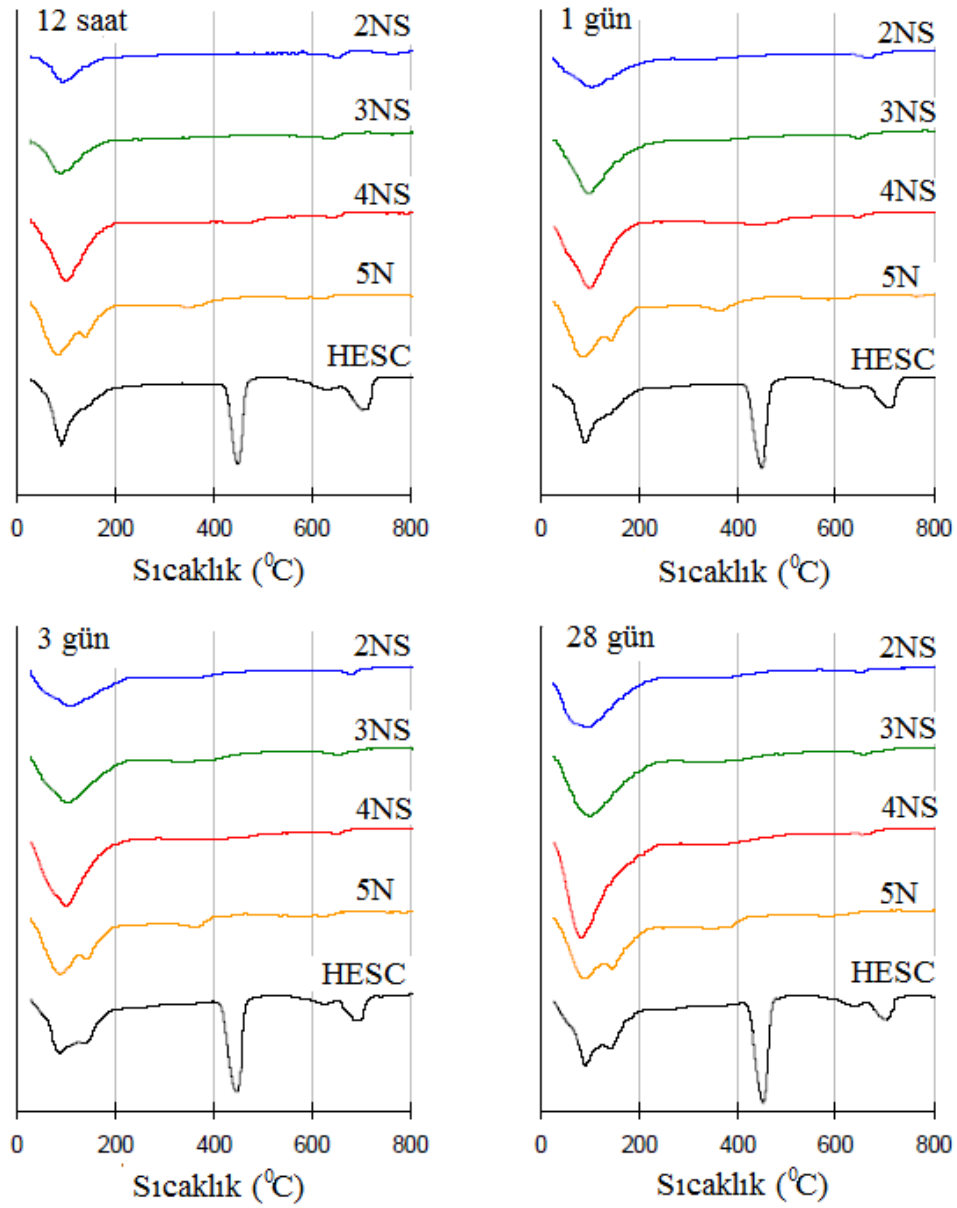 12 saat
2NS
3NS
4NS
5N
HESC
0 200 400 600 800
Sıcaklık (⁰C)
1 gün
2NS
3NS
4NS
5N
HESC
0 200 400 600 800
Sıcaklık (⁰C)
3 gün
2NS
3NS
4NS
5N
HESC
0 200 400 600 800
Sıcaklık (⁰C)
28 gün
2NS
3NS
4NS
5N
HESC
0 200 400 600 800
Sıcaklık (⁰C)